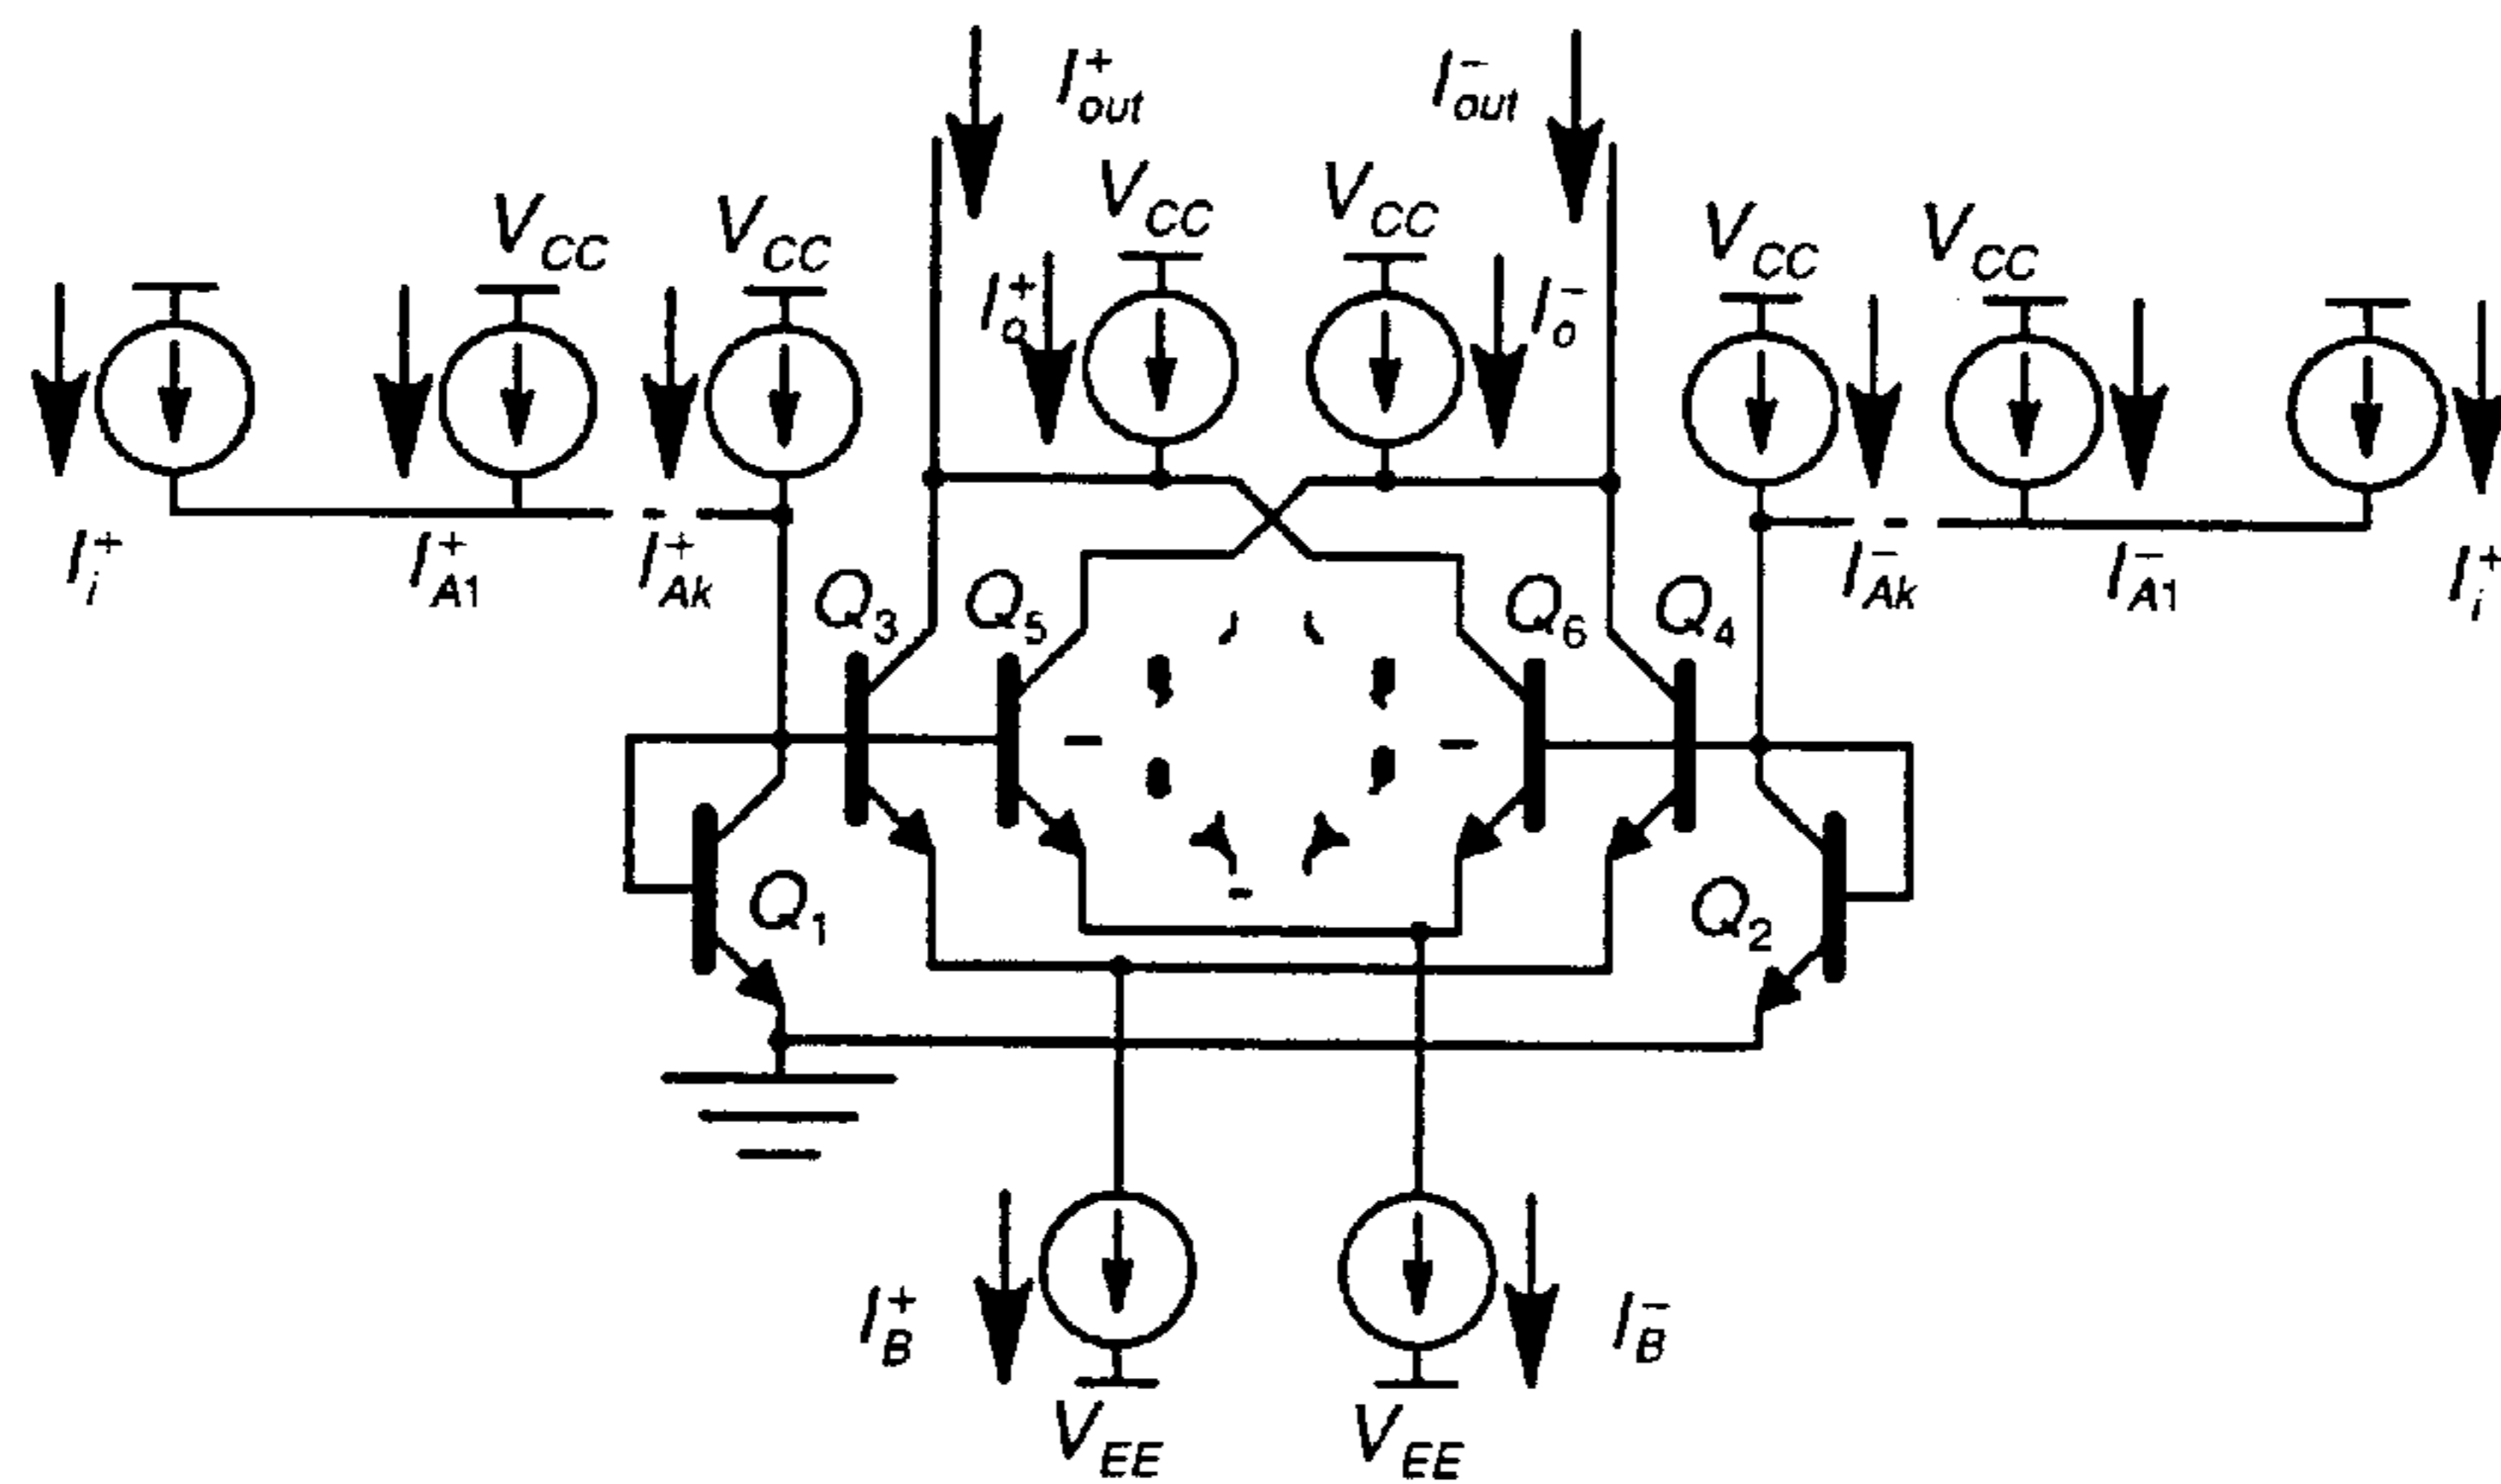 I⁺out I⁻out
VCC VCC VCC VCC VCC VCC
I⁺o I⁻o
I⁺i I⁺A1 I⁺Ak I⁻Ak I⁻A1 I⁺i
Q3 Q5 Q6 Q4
Q1 Q2
I⁺B I⁻B
VEE VEE